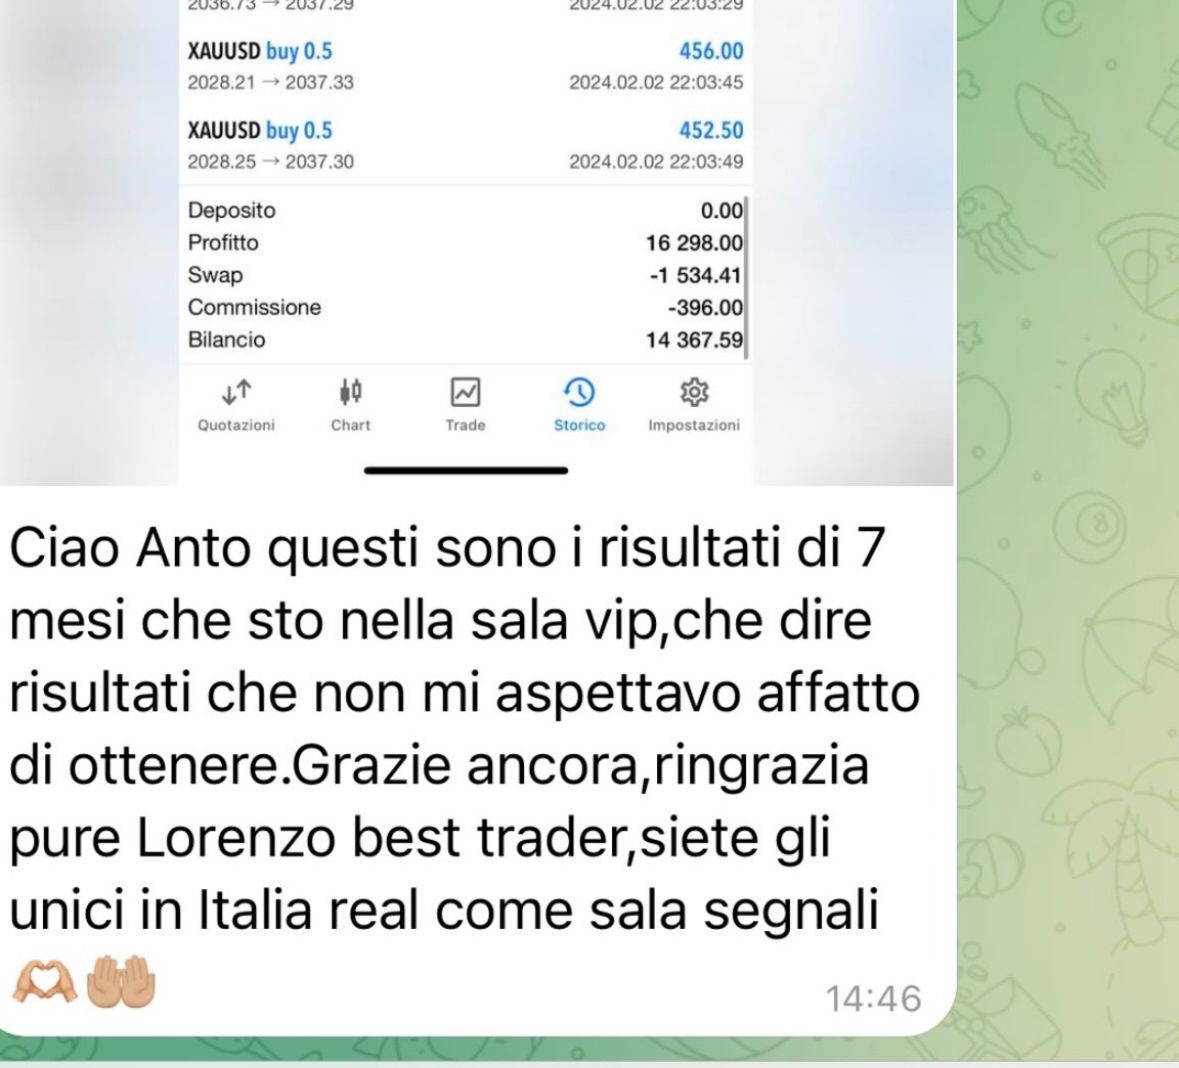 2036.73 → 2037.29 2024.02.02 22:03:29
XAUUSD buy 0.5 456.00
2028.21 → 2037.33 2024.02.02 22:03:45
XAUUSD buy 0.5 452.50
2028.25 → 2037.30 2024.02.02 22:03:49
Deposito 0.00
Profitto 16 298.00
Swap -1 534.41
Commissione -396.00
Bilancio 14 367.59
Quotazioni Chart Trade Storico Impostazioni
Ciao Anto questi sono i risultati di 7
mesi che sto nella sala vip,che dire
risultati che non mi aspettavo affatto
di ottenere.Grazie ancora,ringrazia
pure Lorenzo best trader,siete gli
unici in Italia real come sala segnali
🫶🏼🤲🏼
14:46